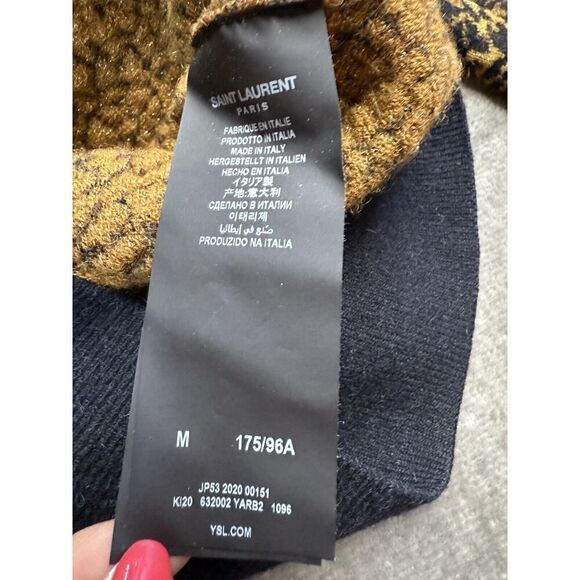 SAINT LAURENT
PARIS
FABRIQUE EN ITALIE
PRODOTTO IN ITALIA
MADE IN ITALY
HERGESTELLT IN ITALIEN
HECHO EN ITALIA
イタリア製
产地:意大利
СДЕЛАНО В ИТАЛИИ
이태리제
صنع في إيطاليا
PRODUZIDO NA ITALIA
M 175/96A
JP53 2020 00151
KI20 632002 YARB2 1096
YSL.COM